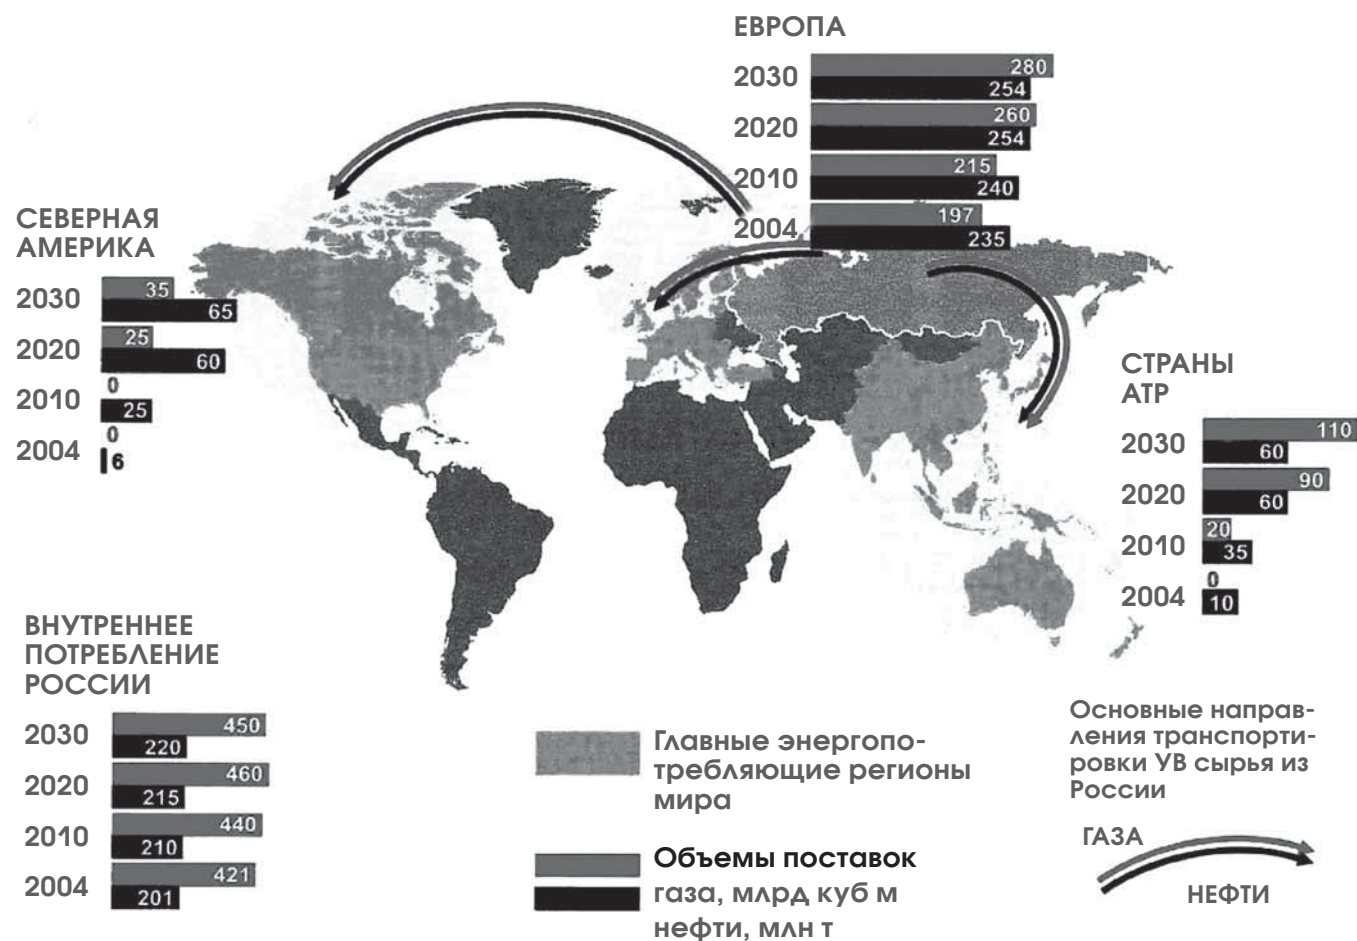 ЕВРОПА
2030
280
254
2020
260
254
2010
215
240
2004
197
235
СЕВЕРНАЯ
АМЕРИКА
2030
35
65
2020
25
60
2010
0
25
2004
0
6
СТРАНЫ
АТР
2030
110
60
2020
90
60
2010
20
35
2004
0
10
ВНУТРЕННЕЕ
ПОТРЕБЛЕНИЕ
РОССИИ
2030
450
220
2020
460
215
2010
440
210
2004
421
201
Главные энергопо-
требляющие регионы
мира
Объемы поставок
газа, млрд куб м
нефти, млн т
Основные направ-
ления транспорти-
ровки УВ сырья из
России
ГАЗА
НЕФТИ